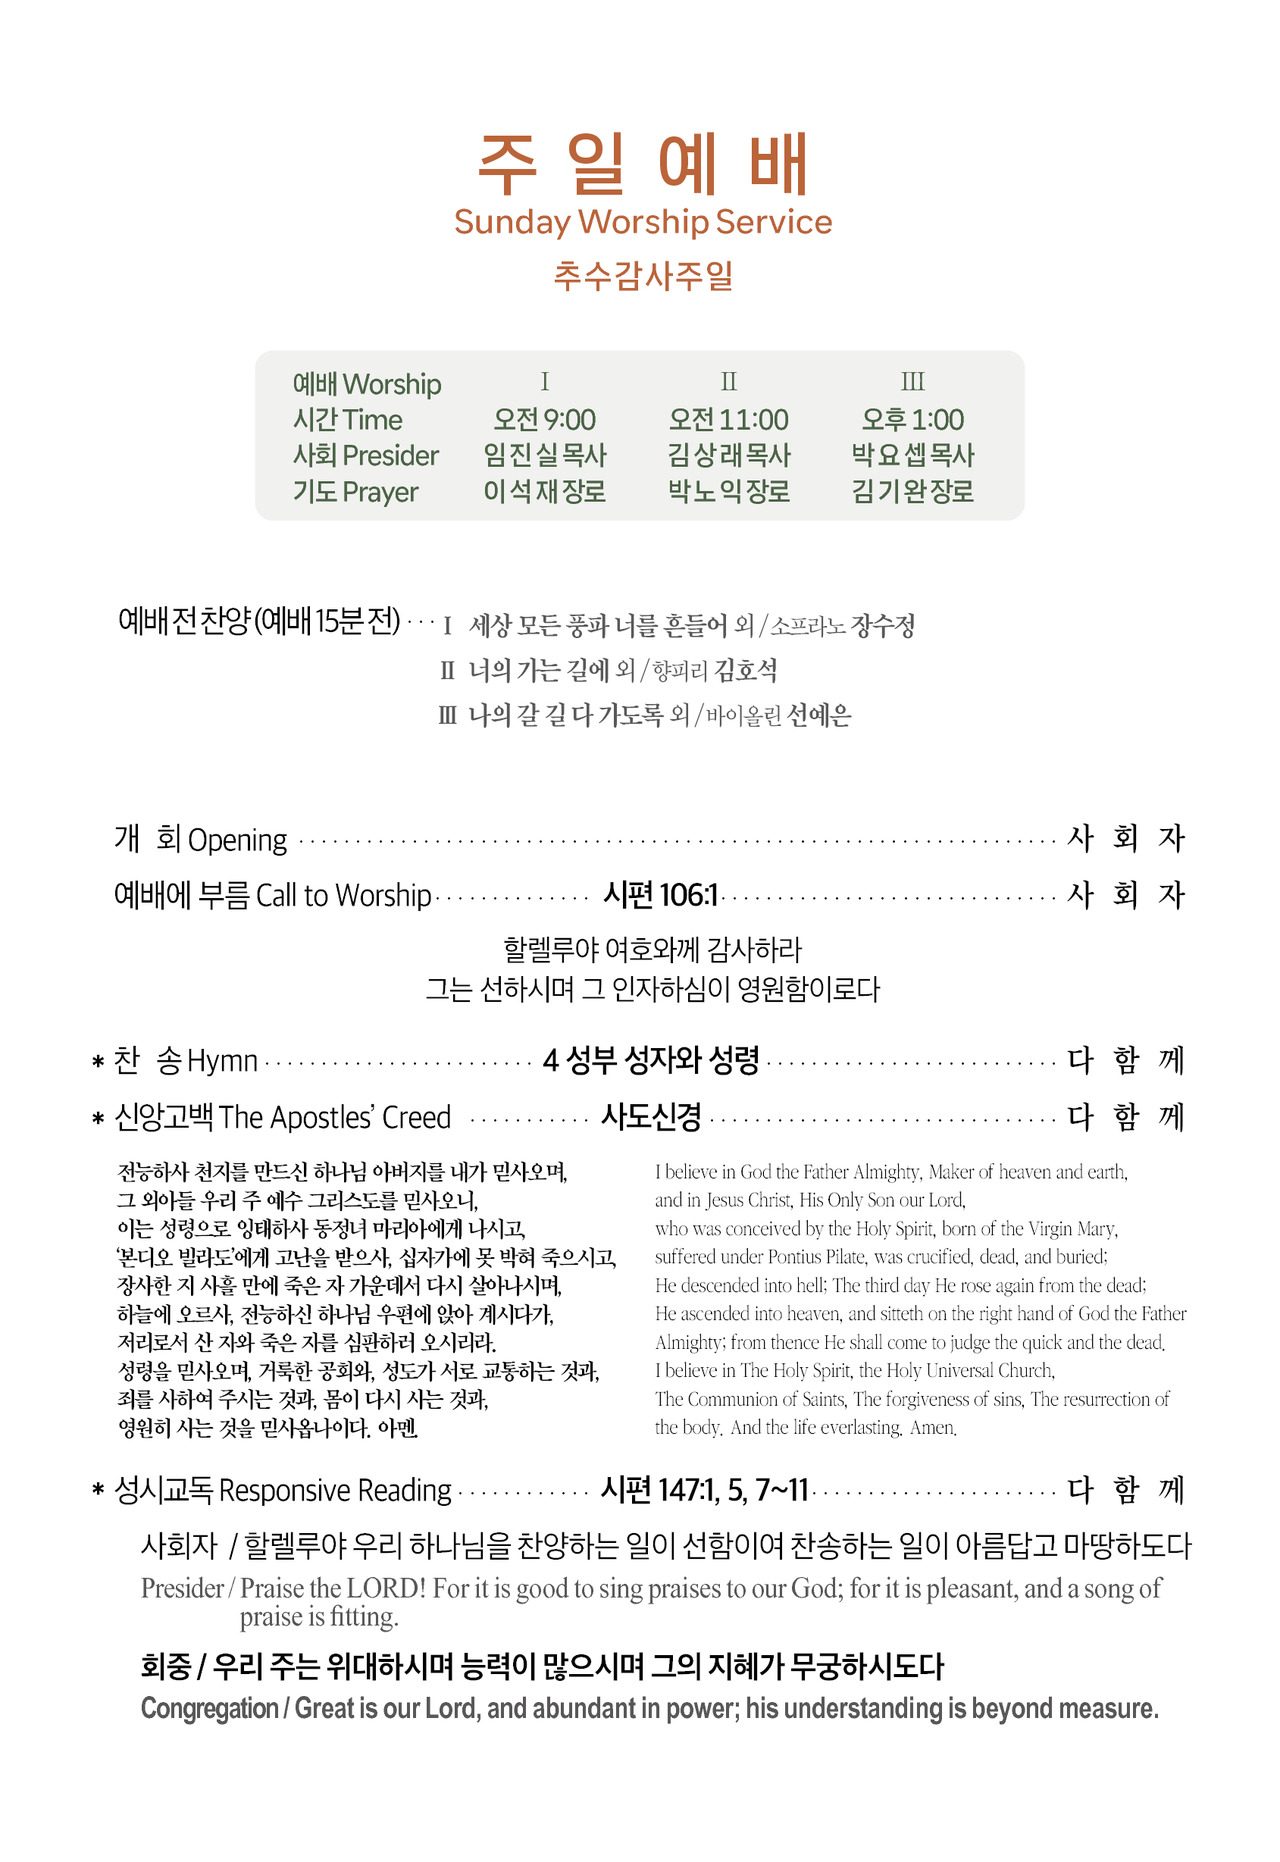 주 일 예 배
Sunday Worship Service
추수감사주일
예배 Worship Ⅰ Ⅱ Ⅲ
시간 Time 오전 9:00 오전 11:00 오후 1:00
사회 Presider 임진실목사 김상래목사 박요셉목사
기도 Prayer 이석재장로 박노익장로 김기완장로
예배 전 찬양 (예배 15분 전) ··· Ⅰ 세상 모든 풍파 너를 흔들어 외 / 소프라노 장수정
Ⅱ 너의 가는 길에 외 / 향피리 김호석
Ⅲ 나의 갈 길 다 가도록 외 / 바이올린 선예은
개 회 Opening ········ 사 회 자
예배에 부름 Call to Worship ········ 시편 106:1 ········ 사 회 자
할렐루야 여호와께 감사하라
그는 선하시며 그 인자하심이 영원함이로다
* 찬 송 Hymn ········ 4 성부 성자와 성령 ········ 다 함 께
* 신앙고백 The Apostles’ Creed ········ 사도신경 ········ 다 함 께
전능하사 천지를 만드신 하나님 아버지를 내가 믿사오며,
그 외아들 우리 주 예수 그리스도를 믿사오니,
이는 성령으로 잉태하사 동정녀 마리아에게 나시고,
‘본디오 빌라도’에게 고난을 받으사, 십자가에 못 박혀 죽으시고,
장사한 지 사흘 만에 죽은 자 가운데서 다시 살아나시며,
하늘에 오르사, 전능하신 하나님 우편에 앉아 계시다가,
저리로서 산 자와 죽은 자를 심판하러 오시리라.
성령을 믿사오며, 거룩한 공회와, 성도가 서로 교통하는 것과,
죄를 사하여 주시는 것과, 몸이 다시 사는 것과,
영원히 사는 것을 믿사옵나이다. 아멘.
I believe in God the Father Almighty, Maker of heaven and earth,
and in Jesus Christ, His Only Son our Lord,
who was conceived by the Holy Spirit, born of the Virgin Mary,
suffered under Pontius Pilate, was crucified, dead, and buried;
He descended into hell; The third day He rose again from the dead;
He ascended into heaven, and sitteth on the right hand of God the Father
Almighty; from thence He shall come to judge the quick and the dead.
I believe in The Holy Spirit, the Holy Universal Church,
The Communion of Saints, The forgiveness of sins, The resurrection of
the body. And the life everlasting. Amen.
* 성시교독 Responsive Reading ········ 시편 147:1, 5, 7~11 ········ 다 함 께
사회자 / 할렐루야 우리 하나님을 찬양하는 일이 선함이여 찬송하는 일이 아름답고 마땅하도다
Presider / Praise the LORD! For it is good to sing praises to our God; for it is pleasant, and a song of
praise is fitting.
회중 / 우리 주는 위대하시며 능력이 많으시며 그의 지혜가 무궁하시도다
Congregation / Great is our Lord, and abundant in power; his understanding is beyond measure.